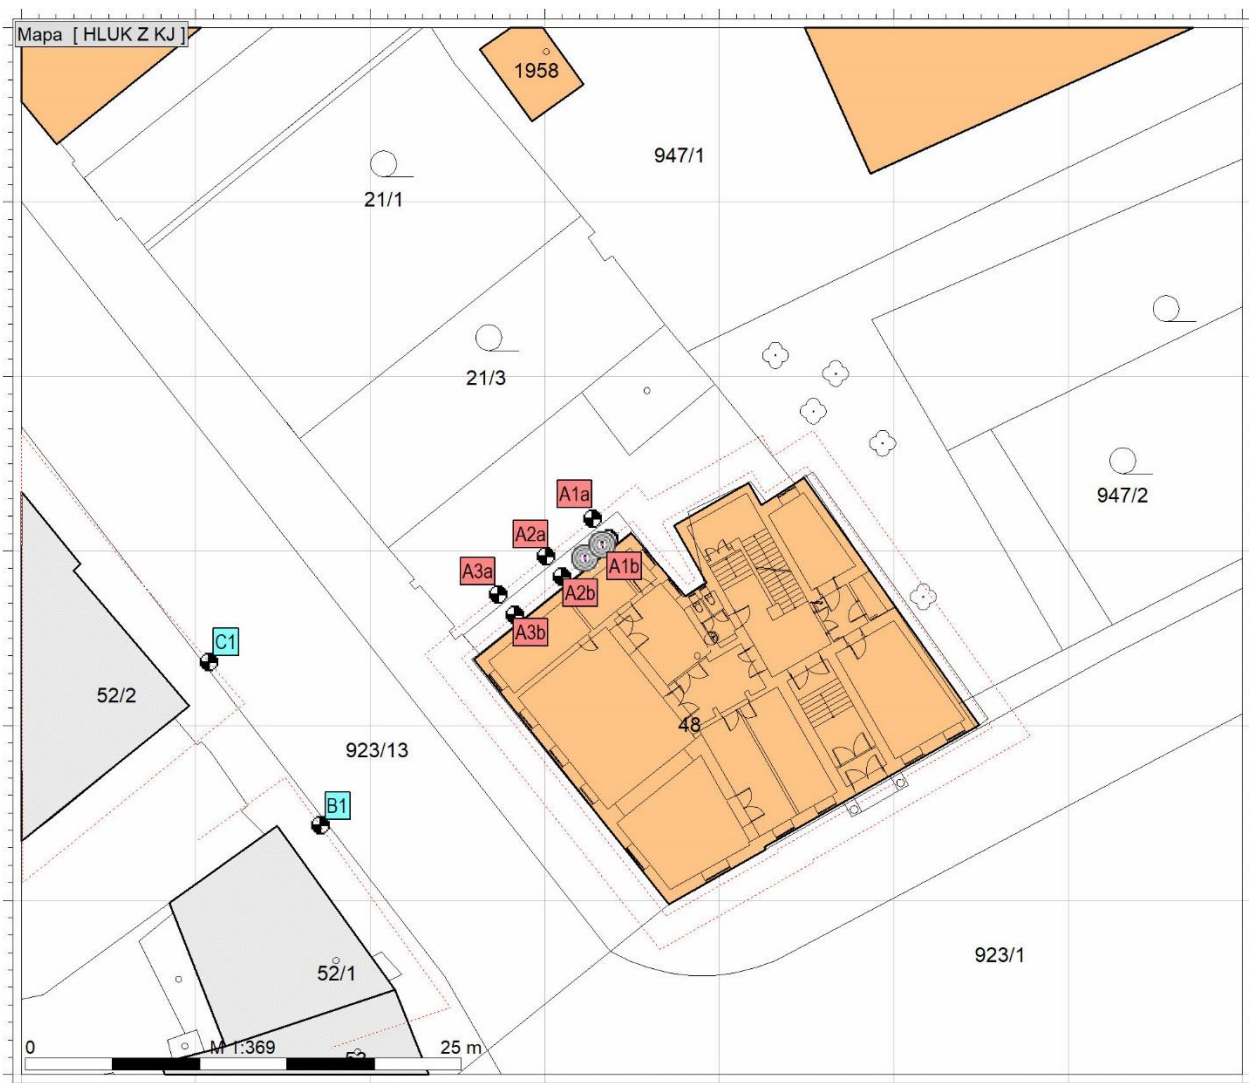 Mapa [ HLUK Z KJ ]
1958
947/1
21/1
21/3
947/2
A1a
A2a
A1b
A3a
A2b
A3b
C1
52/2
48
923/13
B1
923/1
52/1
0
M 1:369
25 m